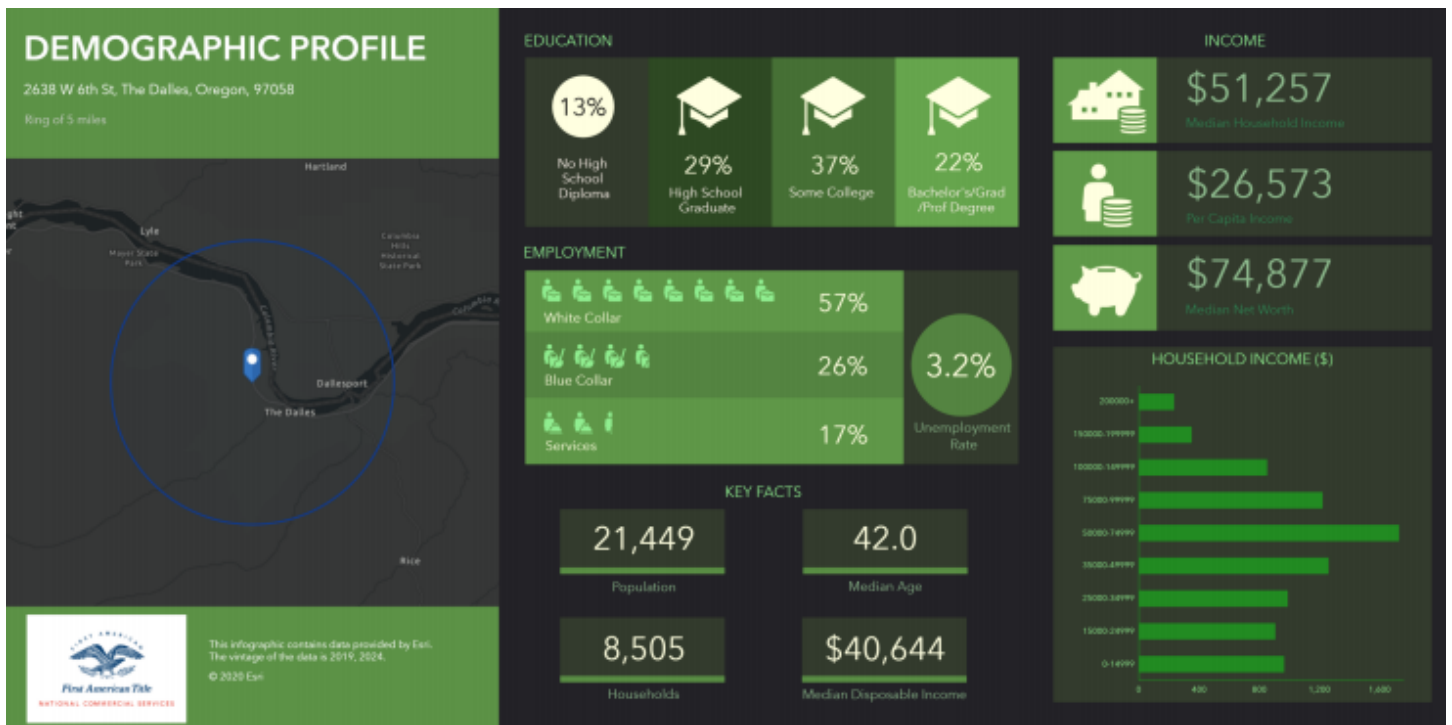 DEMOGRAPHIC PROFILE
2638 W 6th St, The Dalles, Oregon, 97058
Ring of 5 miles
Hartland
Lyle
Mayer State
Park
Columbia
Hills
Historical
State Park
Columbia River
Columbia
Dallesport
The Dalles
Rice
FIRST AMERICAN
First American Title
NATIONAL COMMERCIAL SERVICES
This infographic contains data provided by Esri.
The vintage of the data is 2019, 2024.
© 2020 Esri
EDUCATION
13%
No High
School
Diploma
29%
High School
Graduate
37%
Some College
22%
Bachelor's/Grad
/Prof Degree
EMPLOYMENT
White Collar
57%
Blue Collar
26%
Services
17%
3.2%
Unemployment
Rate
KEY FACTS
21,449
Population
42.0
Median Age
8,505
Households
$40,644
Median Disposable Income
INCOME
$51,257
Median Household Income
$26,573
Per Capita Income
$74,877
Median Net Worth
HOUSEHOLD INCOME ($)
200000+
150000-199999
100000-149999
75000-99999
50000-74999
35000-49999
25000-34999
15000-24999
0-14999
0 400 800 1,200 1,600